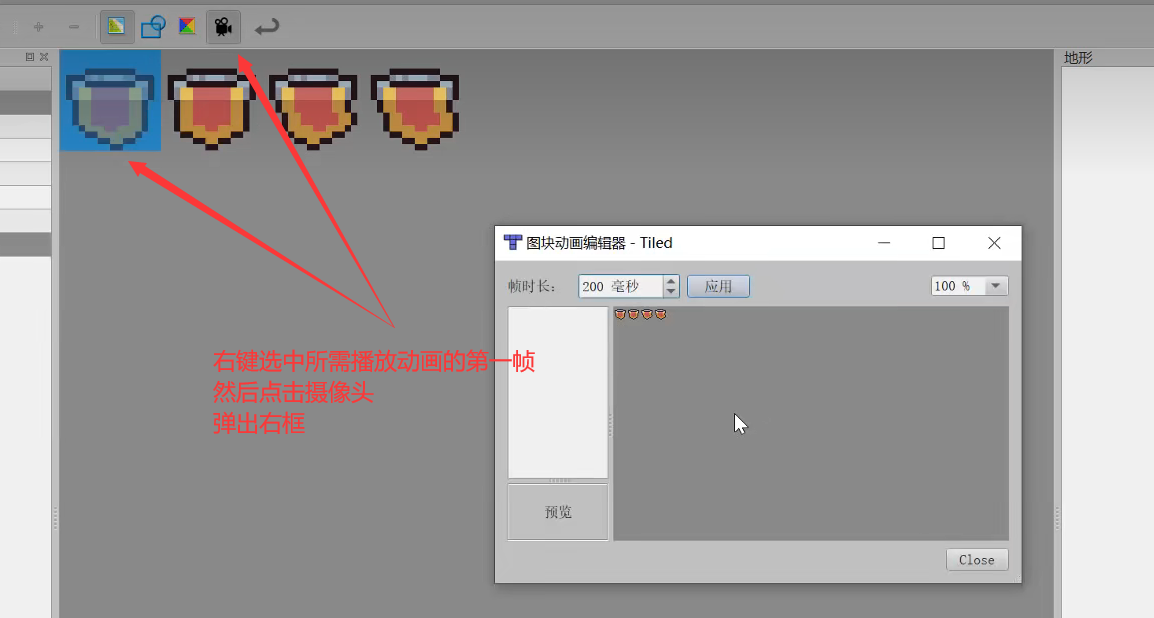 地形
图块动画编辑器 - Tiled
帧时长： 200 毫秒 应用 100 %
右键选中所需播放动画的第一帧
然后点击摄像头
弹出右框
预览
Close